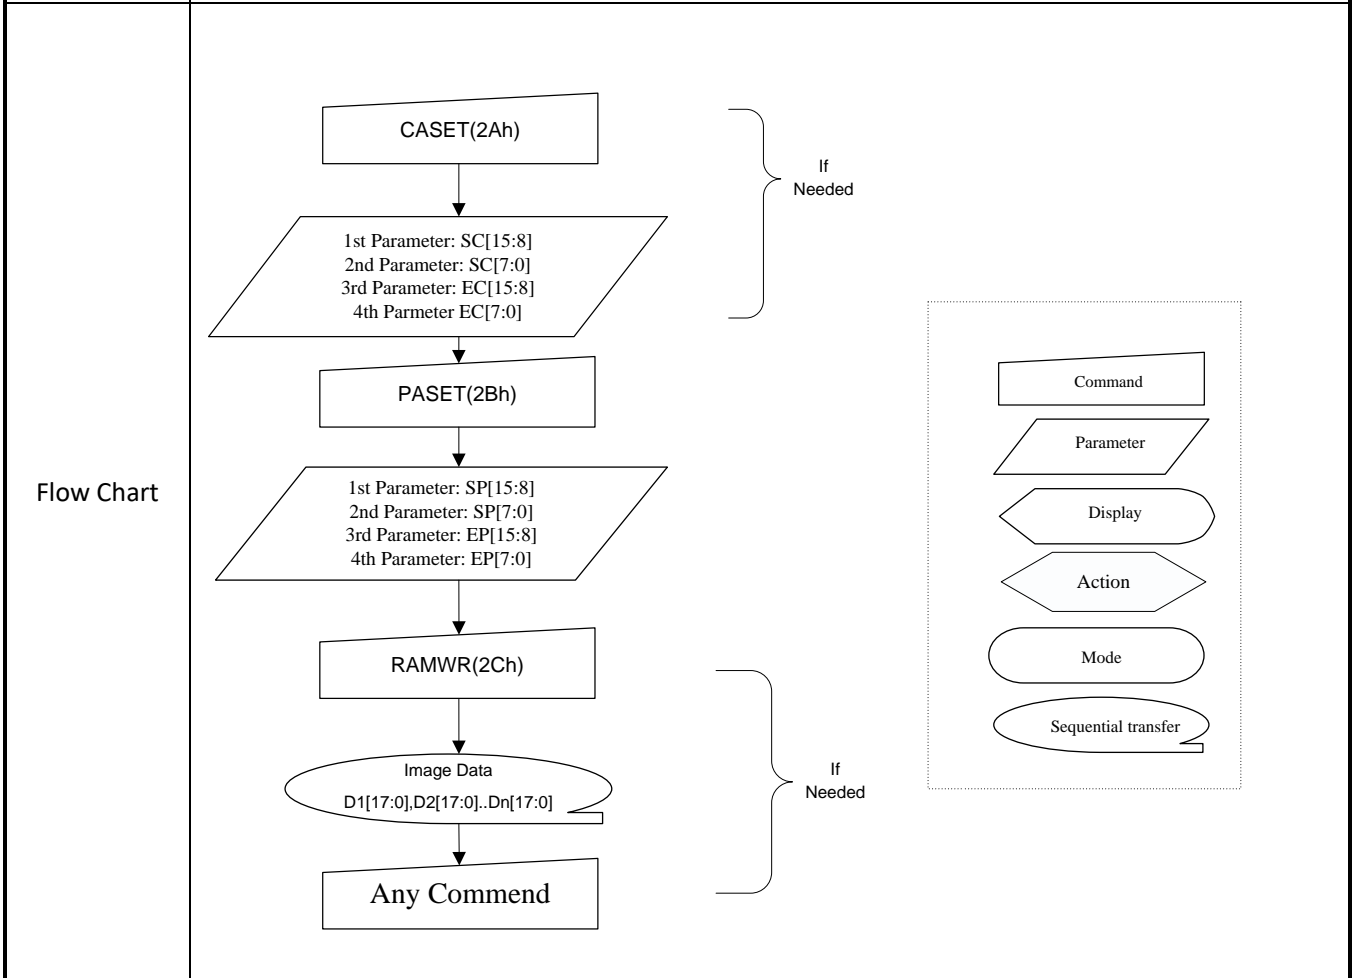 Flow Chart
CASET(2Ah)
If
Needed
1st Parameter: SC[15:8]
2nd Parameter: SC[7:0]
3rd Parameter: EC[15:8]
4th Parmeter EC[7:0]
PASET(2Bh)
1st Parameter: SP[15:8]
2nd Parameter: SP[7:0]
3rd Parameter: EP[15:8]
4th Parameter: EP[7:0]
RAMWR(2Ch)
Image Data
D1[17:0],D2[17:0]..Dn[17:0]
If
Needed
Any Commend
Command
Parameter
Display
Action
Mode
Sequential transfer